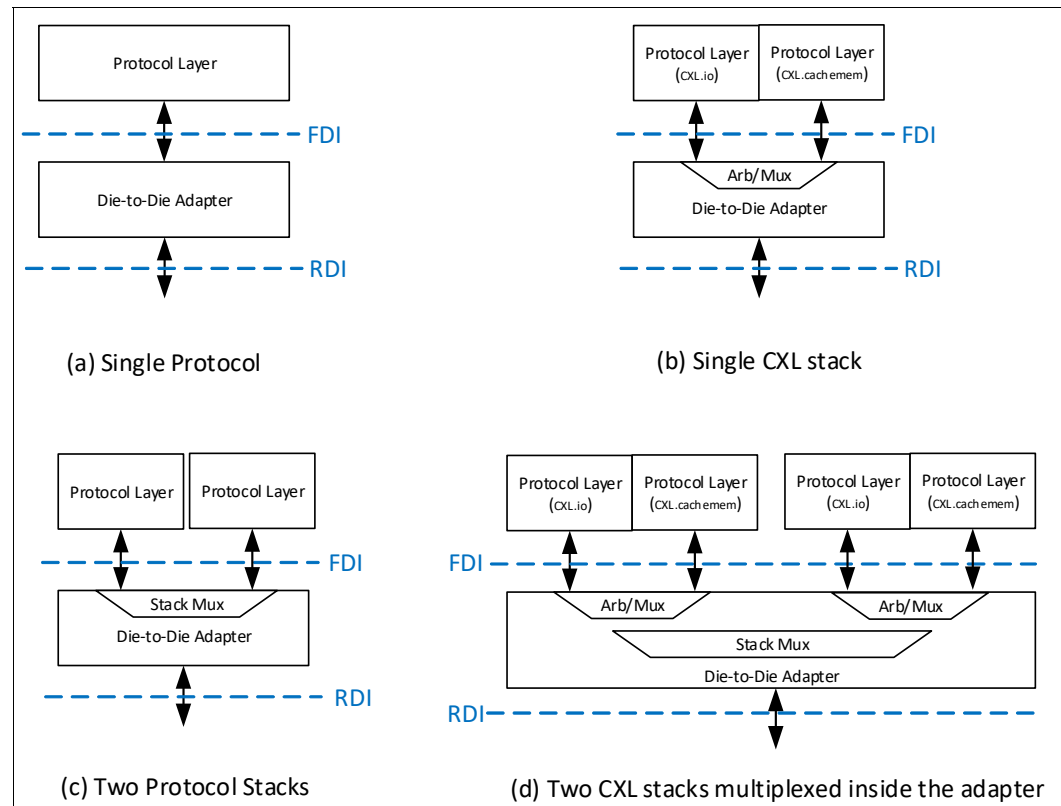 Protocol Layer
FDI
Die-to-Die Adapter
RDI
(a) Single Protocol
Protocol Layer
(CXL.io)
Protocol Layer
(CXL.cachemem)
FDI
Arb/Mux
Die-to-Die Adapter
RDI
(b) Single CXL stack
Protocol Layer
Protocol Layer
FDI
Stack Mux
Die-to-Die Adapter
RDI
(c) Two Protocol Stacks
Protocol Layer
(CXL.io)
Protocol Layer
(CXL.cachemem)
Protocol Layer
(CXL.io)
Protocol Layer
(CXL.cachemem)
FDI
Arb/Mux
Arb/Mux
Stack Mux
Die-to-Die Adapter
RDI
(d) Two CXL stacks multiplexed inside the adapter